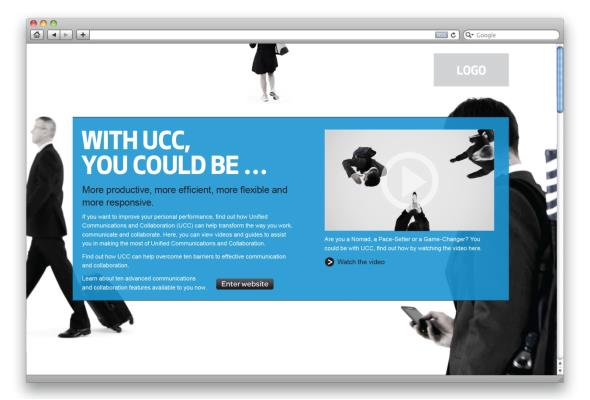 RSS
Google
LOGO
WITH UCC,
YOU COULD BE ...
More productive, more efficient, more flexible and
more responsive.
If you want to improve your personal performance, find out how Unified
Communications and Collaboration (UCC) can help transform the way you work,
communicate and collaborate. Here, you can view videos and guides to assist
you in making the most of Unified Communications and Collaboration.
Find out how UCC can help overcome ten barriers to effective communication
and collaboration.
Learn about ten advanced communications
and collaboration features available to you now.
Enter website
Are you a Nomad, a Pace-Setter or a Game-Changer? You
could be with UCC, find out how by watching the video here.
Watch the video